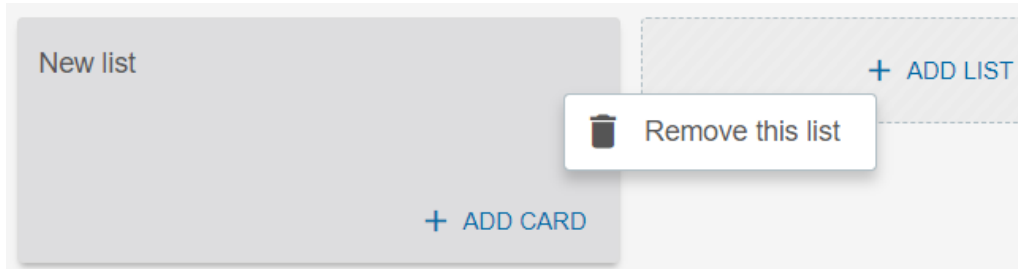 New list
+ ADD LIST
Remove this list
+ ADD CARD